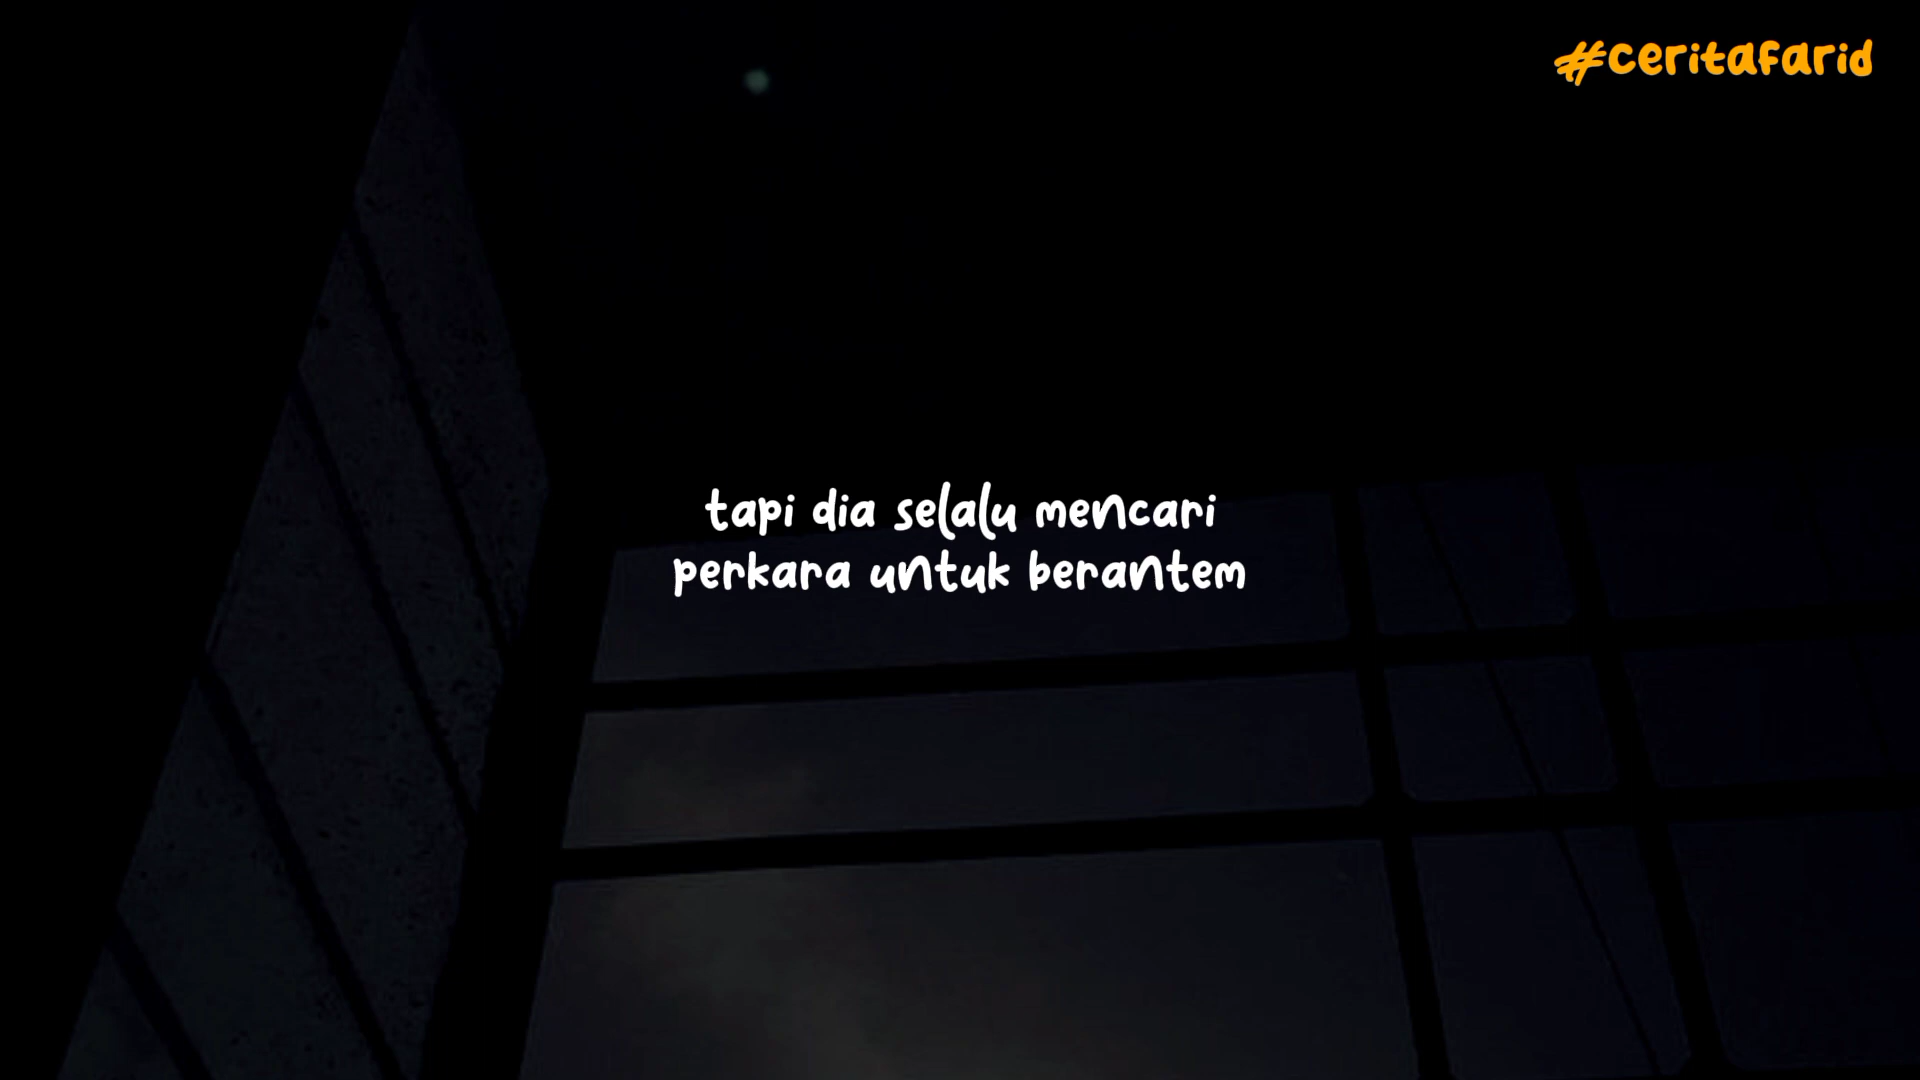 #ceritafarid
tapi dia selalu mencari
perkara untuk berantem